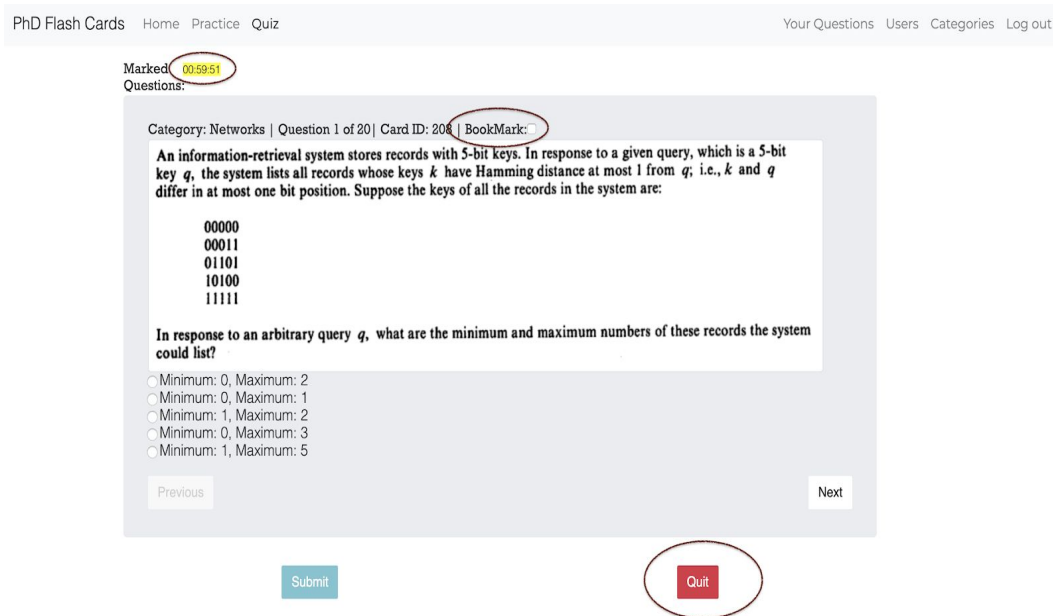 PhD Flash Cards Home Practice Quiz Your Questions Users Categories Log out
Marked 00:59:51
Questions:
Category: Networks | Question 1 of 20| Card ID: 208 | BookMark:
An information-retrieval system stores records with 5-bit keys. In response to a given query, which is a 5-bit
key q, the system lists all records whose keys k have Hamming distance at most 1 from q; i.e., k and q
differ in at most one bit position. Suppose the keys of all the records in the system are:
00000
00011
01101
10100
11111
In response to an arbitrary query q, what are the minimum and maximum numbers of these records the system
could list?
Minimum: 0, Maximum: 2
Minimum: 0, Maximum: 1
Minimum: 1, Maximum: 2
Minimum: 0, Maximum: 3
Minimum: 1, Maximum: 5
Previous Next
Submit Quit